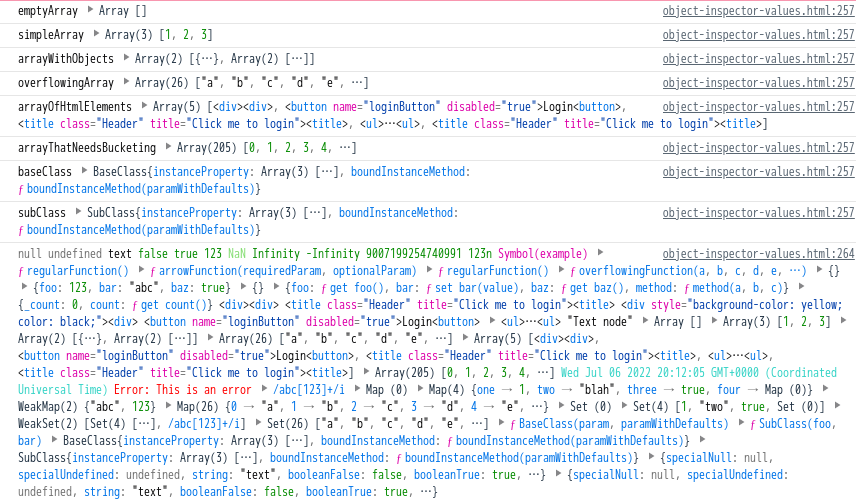 emptyArray ▶ Array [] object-inspector-values.html:257
simpleArray ▶ Array(3) [1, 2, 3] object-inspector-values.html:257
arrayWithObjects ▶ Array(2) [{…}, Array(2) […]] object-inspector-values.html:257
overflowingArray ▶ Array(26) ["a", "b", "c", "d", "e", …] object-inspector-values.html:257
arrayOfHtmlElements ▶ Array(5) [<div><div>, <button name="loginButton" disabled="true">Login<button>, object-inspector-values.html:257
<title class="Header" title="Click me to login"><title>, <ul>…<ul>, <title class="Header" title="Click me to login"><title>]
arrayThatNeedsBucketing ▶ Array(205) [0, 1, 2, 3, 4, …] object-inspector-values.html:257
baseClass ▶ BaseClass{instanceProperty: Array(3) […], boundInstanceMethod: object-inspector-values.html:257
ƒ boundInstanceMethod(paramWithDefaults)}
subClass ▶ SubClass{instanceProperty: Array(3) […], boundInstanceMethod: object-inspector-values.html:257
ƒ boundInstanceMethod(paramWithDefaults)}
null undefined text false true 123 NaN Infinity -Infinity 9007199254740991 123n Symbol(example) ▶ object-inspector-values.html:264
ƒ regularFunction() ▶ ƒ arrowFunction(requiredParam, optionalParam) ▶ ƒ regularFunction() ▶ ƒ overflowingFunction(a, b, c, d, e, …) ▶ {}
▶ {foo: 123, bar: "abc", baz: true} ▶ {} ▶ {foo: ƒ get foo(), bar: ƒ set bar(value), baz: ƒ get baz(), method: ƒ method(a, b, c)} ▶
{_count: 0, count: ƒ get count()} <div><div> <title class="Header" title="Click me to login"><title> <div style="background-color: yellow;
color: black;"><div> <button name="loginButton" disabled="true">Login<button> ▶ <ul>…<ul> "Text node" ▶ Array [] ▶ Array(3) [1, 2, 3] ▶
Array(2) [{…}, Array(2) […]] ▶ Array(26) ["a", "b", "c", "d", "e", …] ▶ Array(5) [<div><div>,
<button name="loginButton" disabled="true">Login<button>, <title class="Header" title="Click me to login"><title>, <ul>…<ul>,
<title class="Header" title="Click me to login"><title>] ▶ Array(205) [0, 1, 2, 3, 4, …] Wed Jul 06 2022 20:12:05 GMT+0000 (Coordinated
Universal Time) Error: This is an error ▶ /abc[123]+/i ▶ Map (0) ▶ Map(4) {one → 1, two → "blah", three → true, four → Map (0)} ▶
WeakMap(2) {"abc", 123} ▶ Map(26) {0 → "a", 1 → "b", 2 → "c", 3 → "d", 4 → "e", …} ▶ Set (0) ▶ Set(4) [1, "two", true, Set (0)] ▶
WeakSet(2) [Set(4) […], /abc[123]+/i] ▶ Set(26) ["a", "b", "c", "d", "e", …] ▶ ƒ BaseClass(param, paramWithDefaults) ▶ ƒ SubClass(foo,
bar) ▶ BaseClass{instanceProperty: Array(3) […], boundInstanceMethod: ƒ boundInstanceMethod(paramWithDefaults)} ▶
SubClass{instanceProperty: Array(3) […], boundInstanceMethod: ƒ boundInstanceMethod(paramWithDefaults)} ▶ {specialNull: null,
specialUndefined: undefined, string: "text", booleanFalse: false, booleanTrue: true, …} ▶ {specialNull: null, specialUndefined:
undefined, string: "text", booleanFalse: false, booleanTrue: true, …}